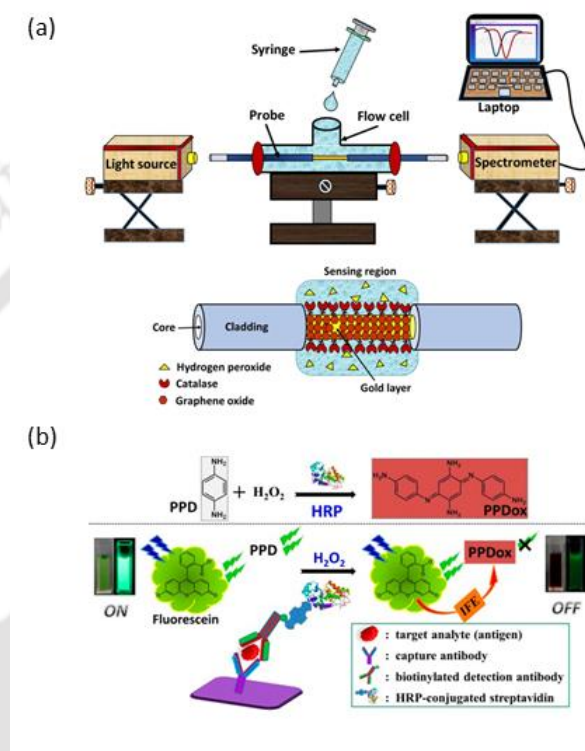 (a)
Syringe
Laptop
Probe
Flow cell
Light source
Spectrometer
Sensing region
Core
Cladding
Hydrogen peroxide
Catalase
Graphene oxide
Gold layer
(b)
NH₂
PPD
NH₂
+ H₂O₂
HRP
H₂N
NH₂
N
N
NH₂
NH₂
PPDox
ON
Fluorescein
PPD
H₂O₂
IFE
PPDox
OFF
: target analyte (antigen)
: capture antibody
: biotinylated detection antibody
: HRP-conjugated streptavidin